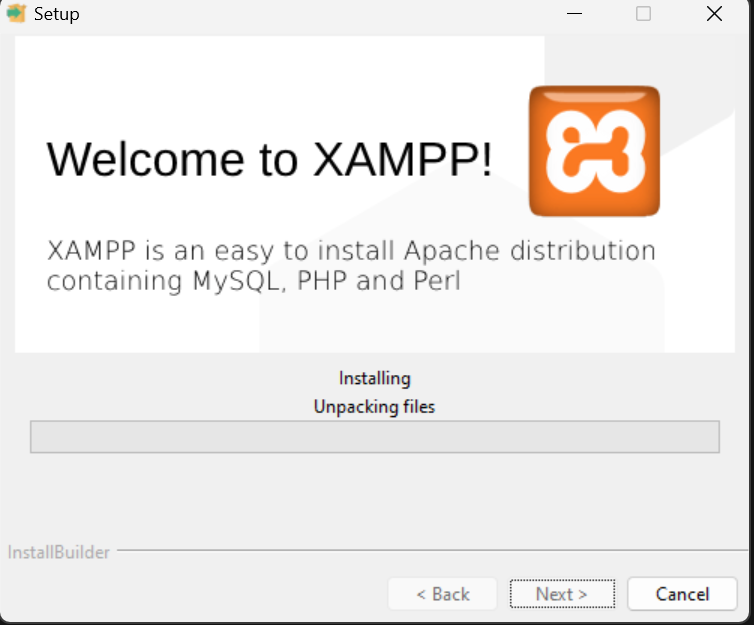 Setup
Welcome to XAMPP!
XAMPP is an easy to install Apache distribution
containing MySQL, PHP and Perl
Installing
Unpacking files
InstallBuilder
< Back
Next >
Cancel